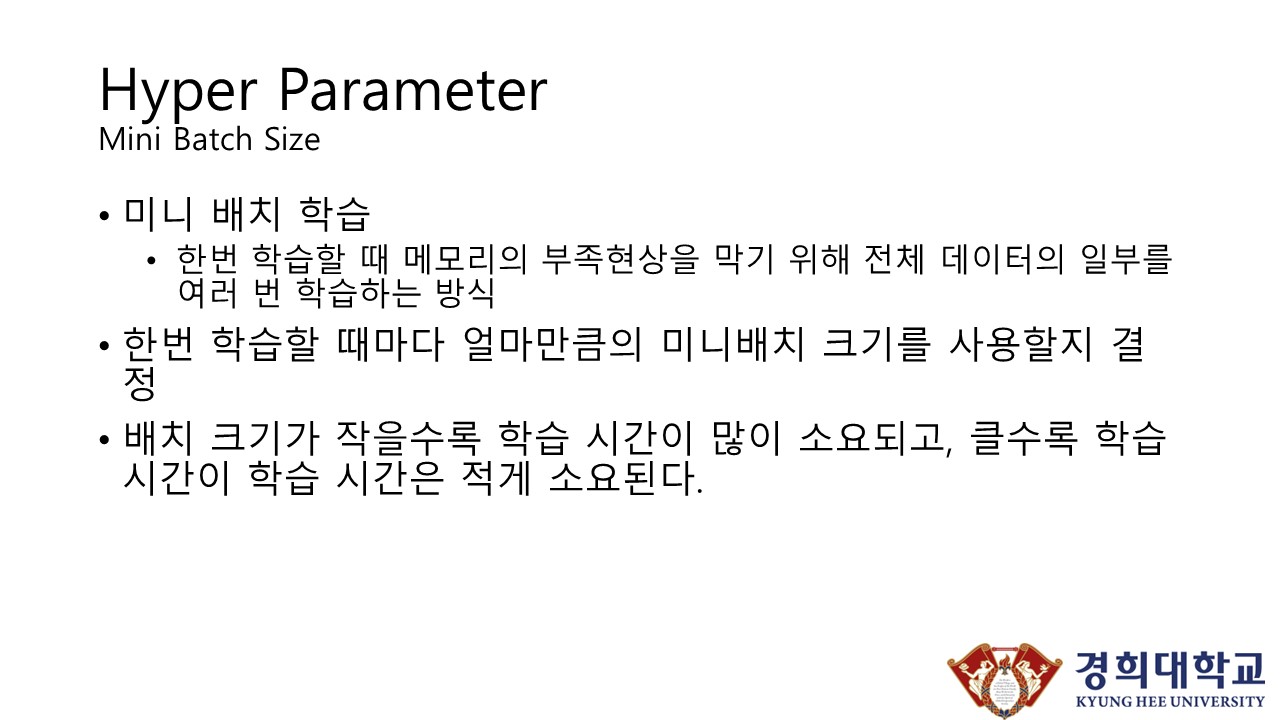 Hyper Parameter
Mini Batch Size
• 미니 배치 학습
• 한번 학습할 때 메모리의 부족현상을 막기 위해 전체 데이터의 일부를
여러 번 학습하는 방식
• 한번 학습할 때마다 얼마만큼의 미니배치 크기를 사용할지 결
정
• 배치 크기가 작을수록 학습 시간이 많이 소요되고, 클수록 학습
시간이 학습 시간은 적게 소요된다.
경희대학교
KYUNG HEE UNIVERSITY